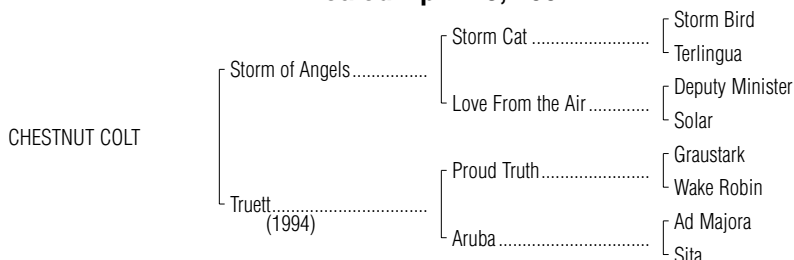 Storm Bird
Storm Cat ........................
Terlingua
Storm of Angels...............
Deputy Minister
Love From the Air ............
Solar
CHESTNUT COLT
Graustark
Proud Truth......................
Wake Robin
Truett...............................
(1994)
Ad Majora
Aruba ..............................
Sita